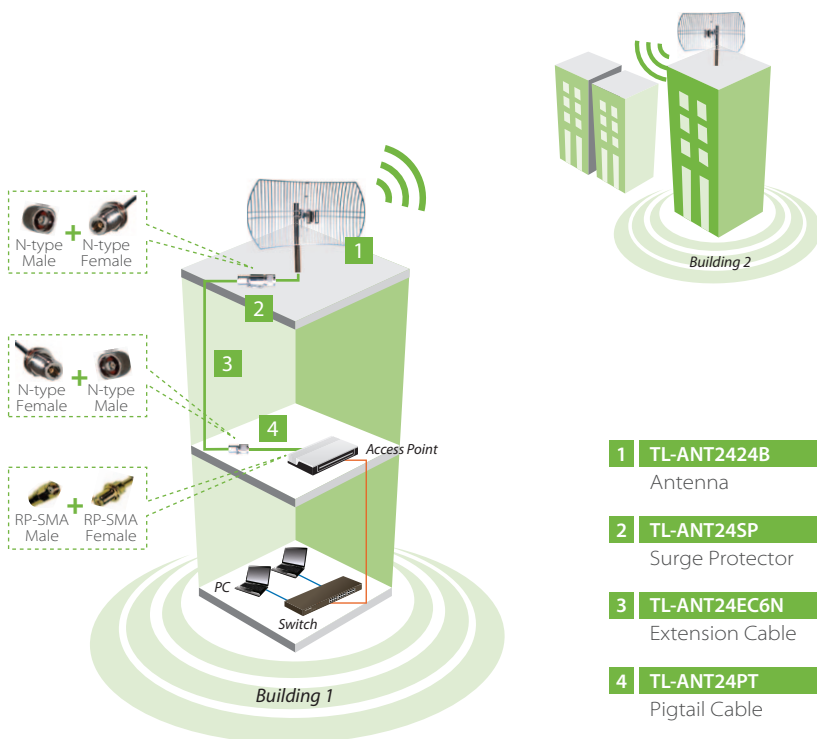 Building 2
N-type
Male
+
N-type
Female
1
2
3
N-type
Female
+
N-type
Male
4
Access Point
RP-SMA
Male
+
RP-SMA
Female
PC
Switch
Building 1
1 TL-ANT2424B
Antenna
2 TL-ANT24SP
Surge Protector
3 TL-ANT24EC6N
Extension Cable
4 TL-ANT24PT
Pigtail Cable